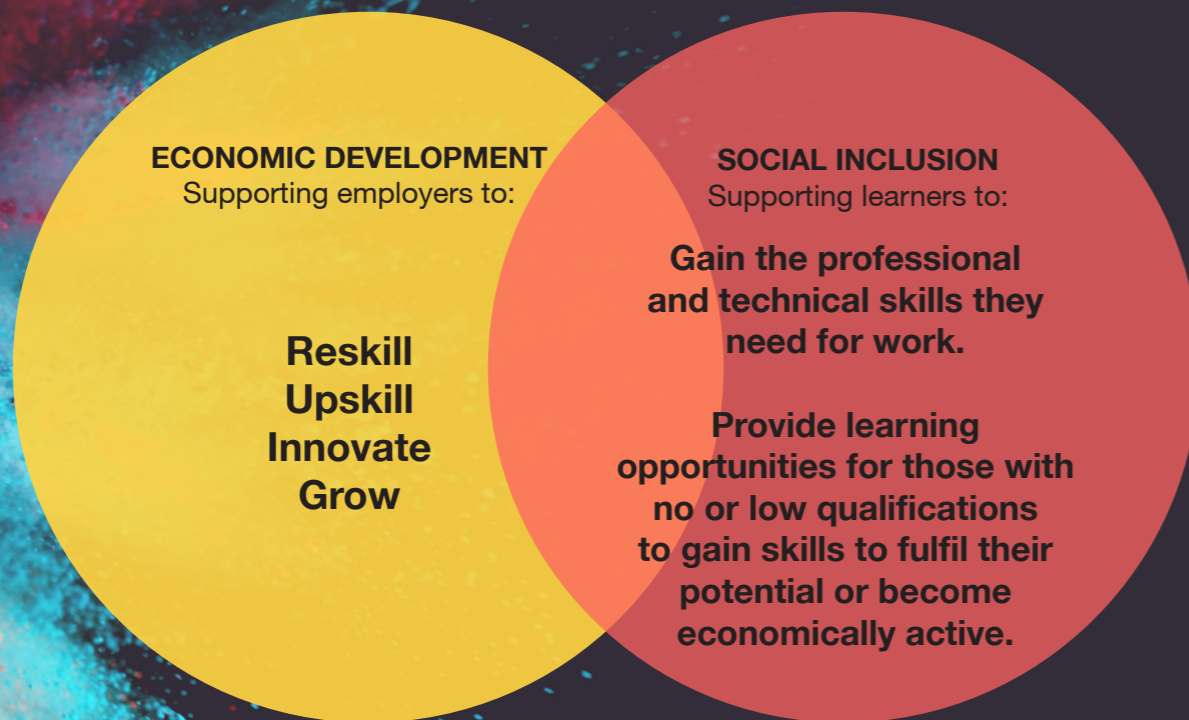 ECONOMIC DEVELOPMENT
Supporting employers to:
Reskill
Upskill
Innovate
Grow
SOCIAL INCLUSION
Supporting learners to:
Gain the professional
and technical skills they
need for work.
Provide learning
opportunities for those with
no or low qualifications
to gain skills to fulfil their
potential or become
economically active.